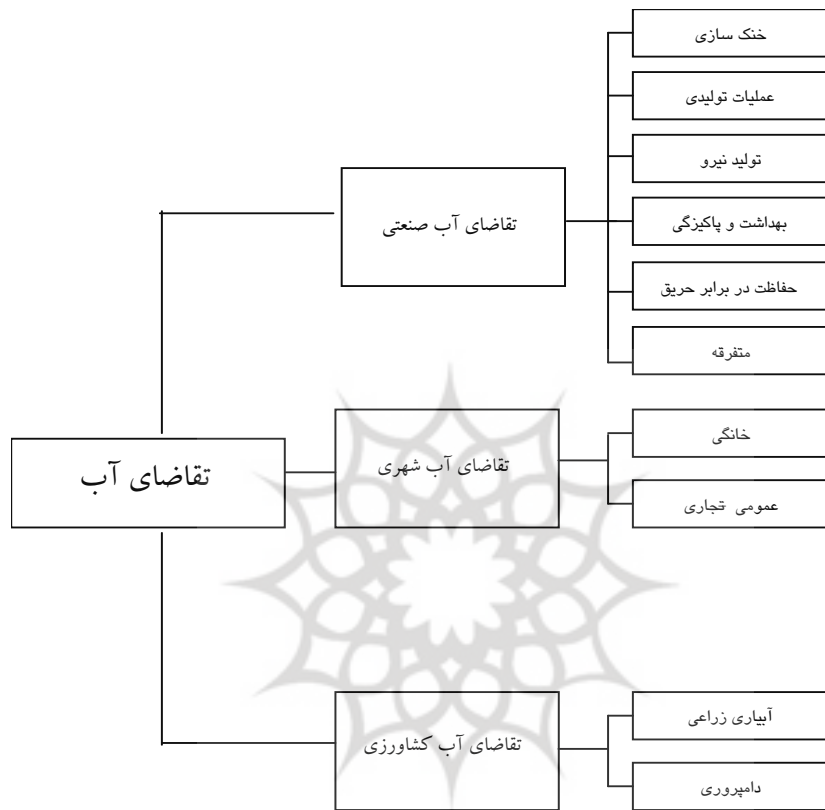 تقاضای آب
تقاضای آب صنعتی
خنک سازی
عملیات تولیدی
تولید نیرو
بهداشت و پاکیزگی
حفاظت در برابر حریق
متفرقه
تقاضای آب شهری
خانگی
عمومی تجاری
تقاضای آب کشاورزی
آبیاری زراعی
دامپروری